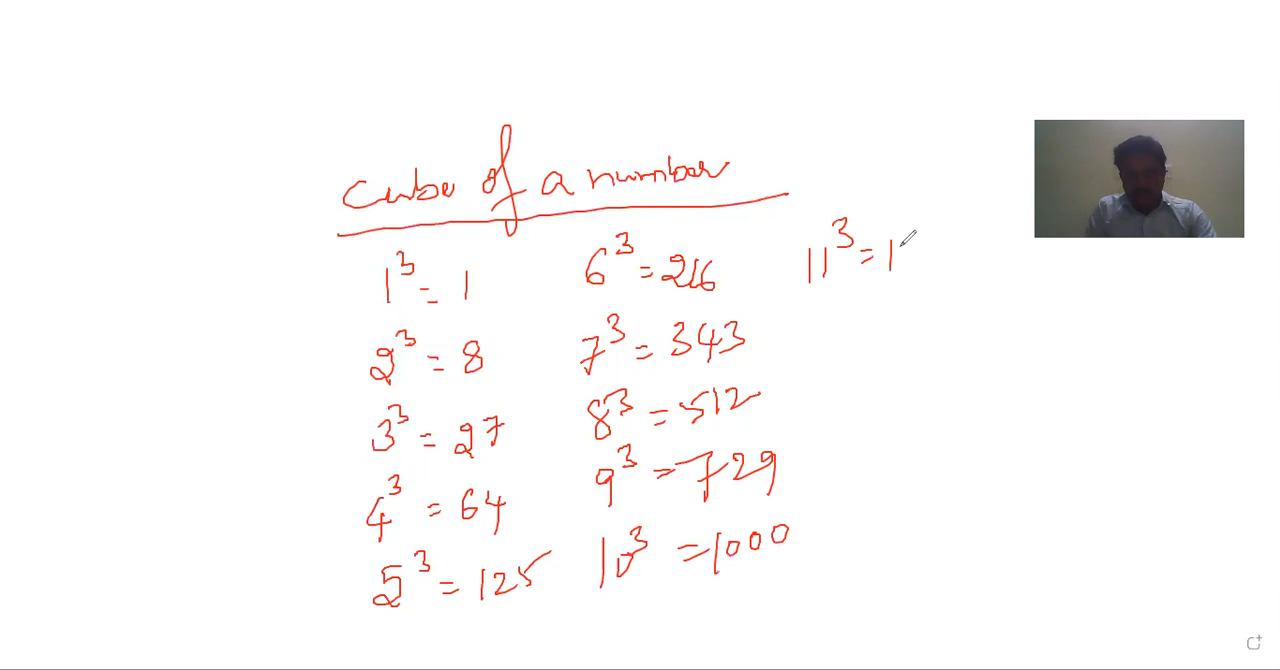 Cube of a number
1³ = 1
2³ = 8
3³ = 27
4³ = 64
5³ = 125
6³ = 216
7³ = 343
8³ = 512
9³ = 729
10³ = 1000
11³ = 1